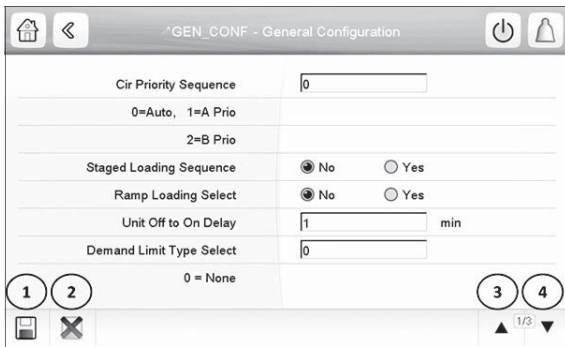 ^GEN_CONF - General Configuration
Cir Priority Sequence 0
0=Auto, 1=A Prio
2=B Prio
Staged Loading Sequence No Yes
Ramp Loading Select No Yes
Unit Off to On Delay 1 min
Demand Limit Type Select 0
0 = None
1 2 3 4
1/3